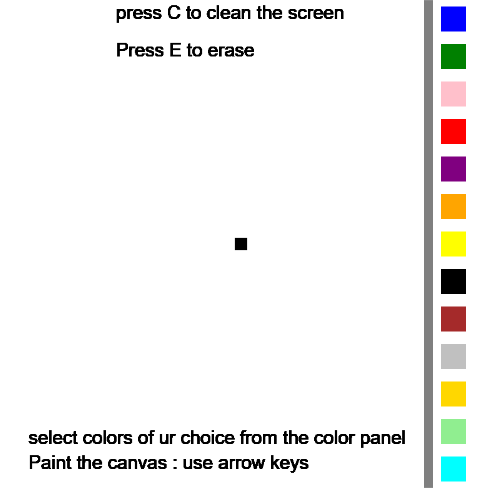 press C to clean the screen
Press E to erase
select colors of ur choice from the color panel
Paint the canvas : use arrow keys